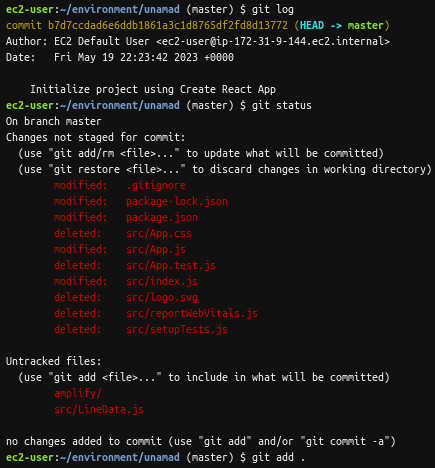 ec2-user:~/environment/unamad (master) $ git log
commit b7d7ccdad6e6ddb1861a3c1d8765df2fd8d13772 (HEAD -> master)
Author: EC2 Default User <ec2-user@ip-172-31-9-144.ec2.internal>
Date:   Fri May 19 22:23:42 2023 +0000
    Initialize project using Create React App
ec2-user:~/environment/unamad (master) $ git status
On branch master
Changes not staged for commit:
  (use "git add/rm <file>..." to update what will be committed)
  (use "git restore <file>..." to discard changes in working directory)
        modified:   .gitignore
        modified:   package-lock.json
        modified:   package.json
        deleted:    src/App.css
        modified:   src/App.js
        deleted:    src/App.test.js
        modified:   src/index.js
        deleted:    src/logo.svg
        deleted:    src/reportWebVitals.js
        deleted:    src/setupTests.js
Untracked files:
  (use "git add <file>..." to include in what will be committed)
        amplify/
        src/LineData.js
no changes added to commit (use "git add" and/or "git commit -a")
ec2-user:~/environment/unamad (master) $ git add .